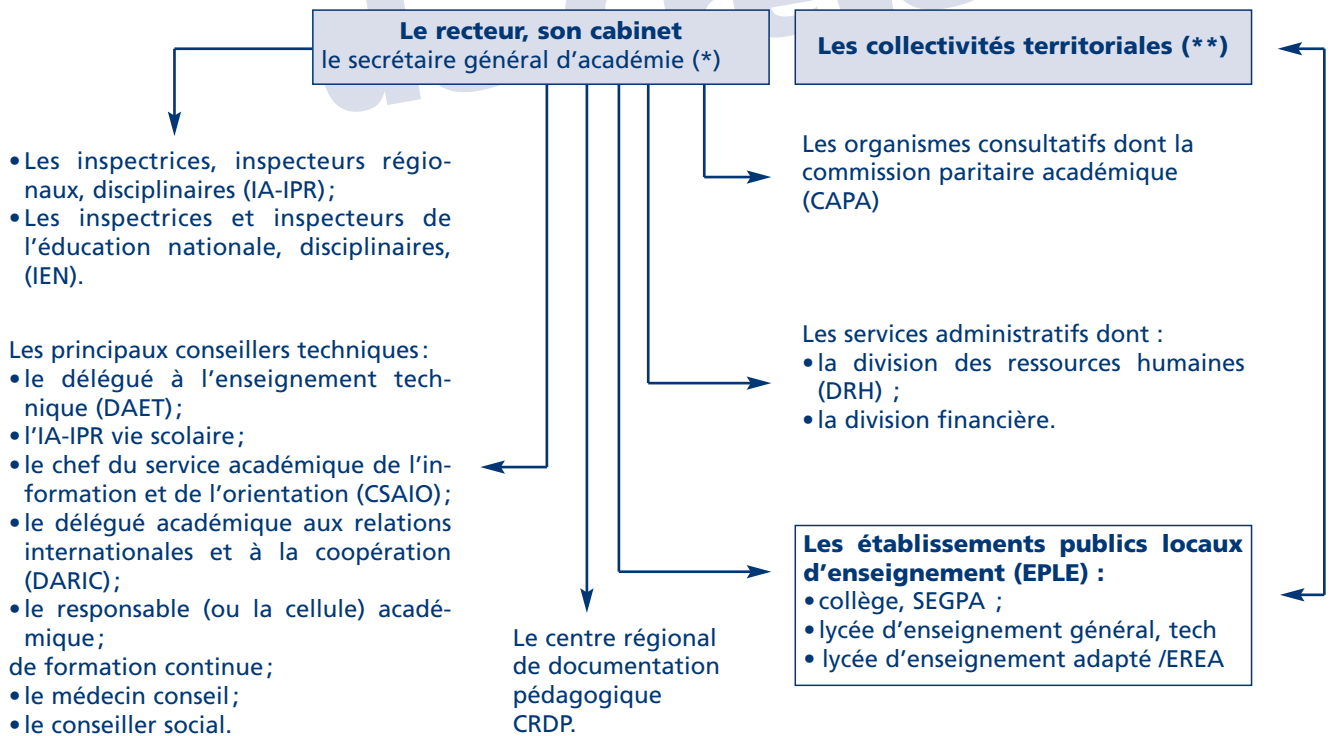 Le recteur, son cabinet
le secrétaire général d'académie (*)
Les collectivités territoriales (**)
•Les inspectrices, inspecteurs régio-
naux, disciplinaires (IA-IPR);
•Les inspectrices et inspecteurs de
l'éducation nationale, disciplinaires,
(IEN).
Les organismes consultatifs dont la
commission paritaire académique
(CAPA)
Les principaux conseillers techniques:
•le délégué à l'enseignement tech-
nique (DAET);
•l'IA-IPR vie scolaire;
•le chef du service académique de l'in-
formation et de l'orientation (CSAIO);
•le délégué académique aux relations
internationales et à la coopération
(DARIC);
•le responsable (ou la cellule) acadé-
mique;
de formation continue;
•le médecin conseil;
•le conseiller social.
Les services administratifs dont :
•la division des ressources humaines
(DRH) ;
•la division financière.
Le centre régional
de documentation
pédagogique
CRDP.
Les établissements publics locaux
d'enseignement (EPLE) :
•collège, SEGPA ;
•lycée d'enseignement général, tech
• lycée d'enseignement adapté /EREA